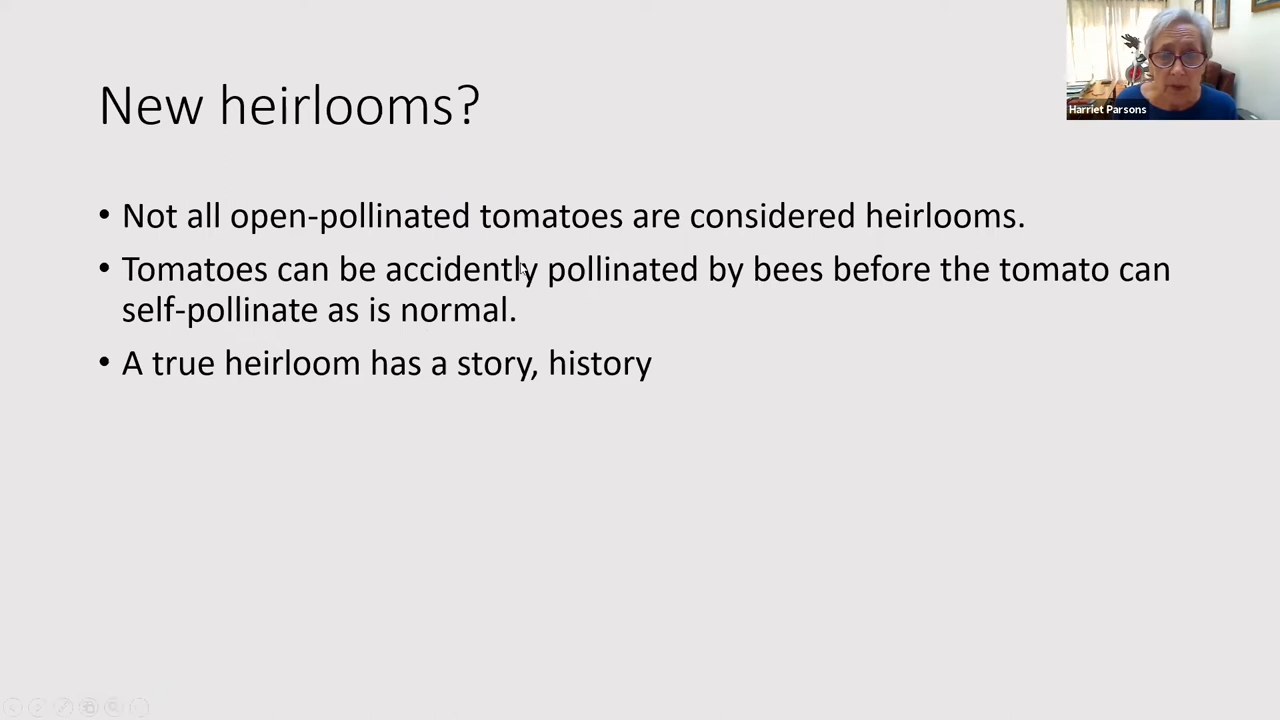 New heirlooms?
Harriet Parsons
• Not all open-pollinated tomatoes are considered heirlooms.
• Tomatoes can be accidently pollinated by bees before the tomato can
self-pollinate as is normal.
• A true heirloom has a story, history